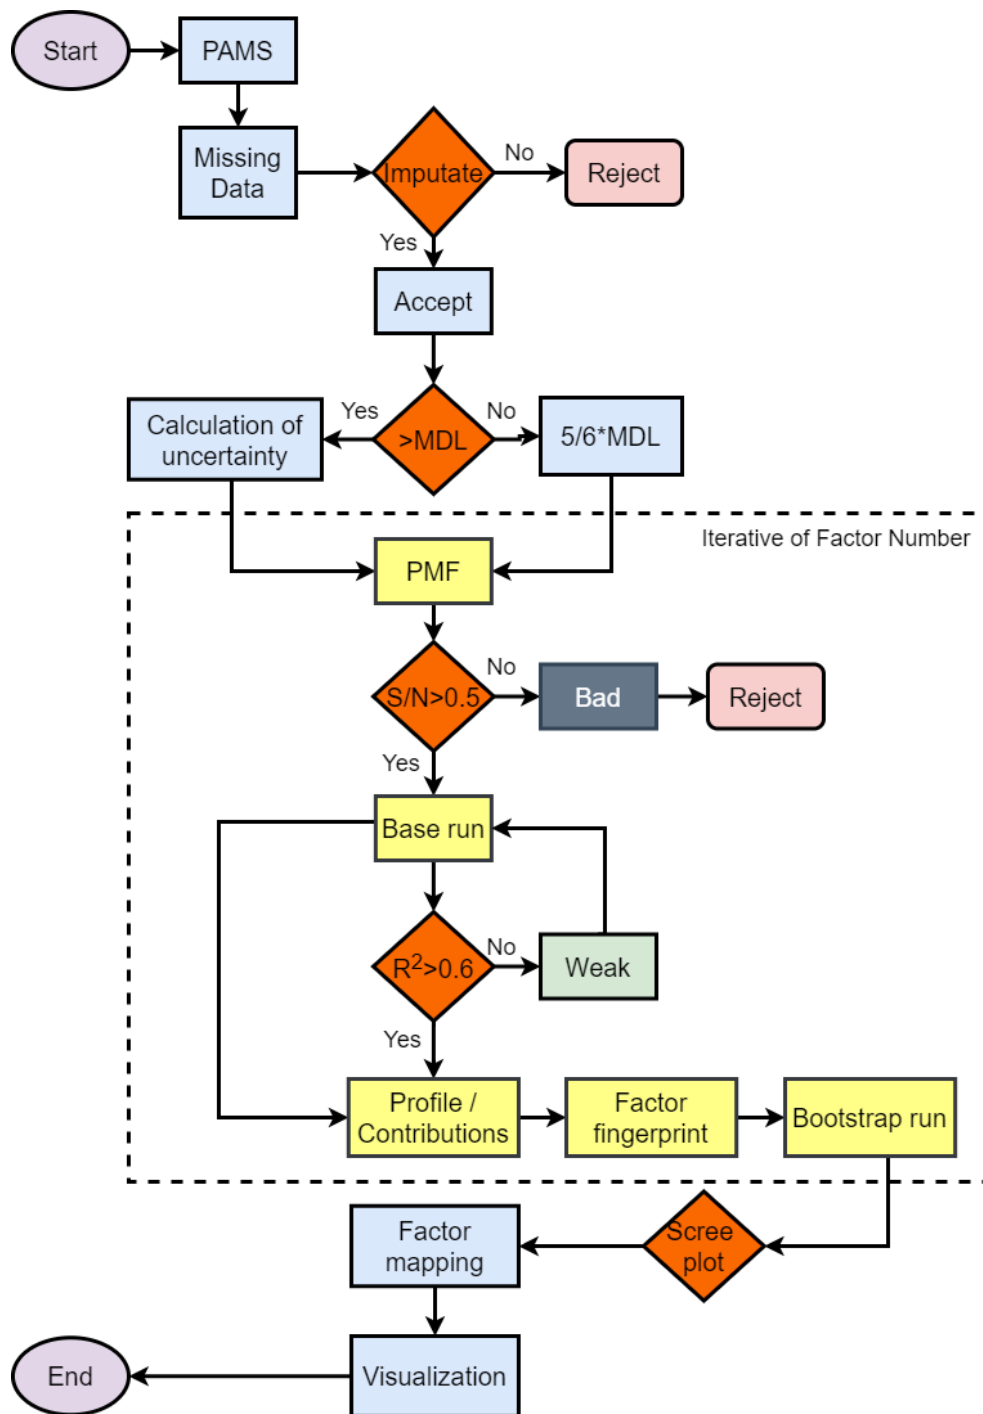 Start
PAMS
Missing
Data
Imputate
No
Reject
Yes
Accept
Calculation of
uncertainty
Yes
>MDL
No
5/6*MDL
Iterative of Factor Number
PMF
S/N>0.5
No
Bad
Reject
Yes
Base run
R²>0.6
No
Weak
Yes
Profile /
Contributions
Factor
fingerprint
Bootstrap run
Scree
plot
Factor
mapping
Visualization
End